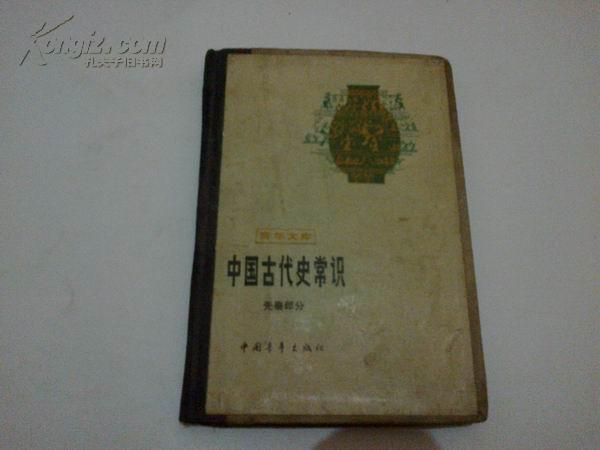 Kongfz.com
孔夫子旧书网
青年文库
中国古代史常识
先秦部分
中国青年出版社